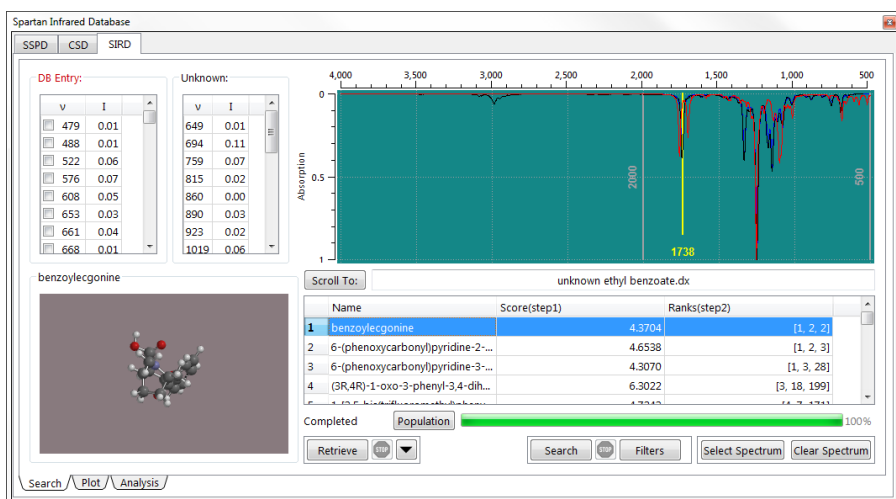 Spartan Infrared Database
SSPD CSD SIRD
DB Entry:
ν I
479 0.01
488 0.01
522 0.06
576 0.07
608 0.05
653 0.03
661 0.04
668 0.01
Unknown:
ν I
649 0.01
694 0.11
759 0.07
815 0.02
860 0.00
890 0.03
923 0.02
1019 0.06
4,000 3,500 3,000 2,500 2,000 1,500 1,000 500
Absorption
0
0.5
1
2000
500
1738
benzoylecgonine
Scroll To: unknown ethyl benzoate.dx
Name Score(step1) Ranks(step2)
1 benzoylecgonine 4.3704 [1, 2, 2]
2 6-(phenoxycarbonyl)pyridine-2-... 4.6538 [1, 2, 3]
3 6-(phenoxycarbonyl)pyridine-3-... 4.3070 [1, 3, 28]
4 (3R,4R)-1-oxo-3-phenyl-3,4-dih... 6.3022 [3, 18, 199]
Completed Population 100%
Retrieve STOP Search STOP Filters Select Spectrum Clear Spectrum
Search Plot Analysis